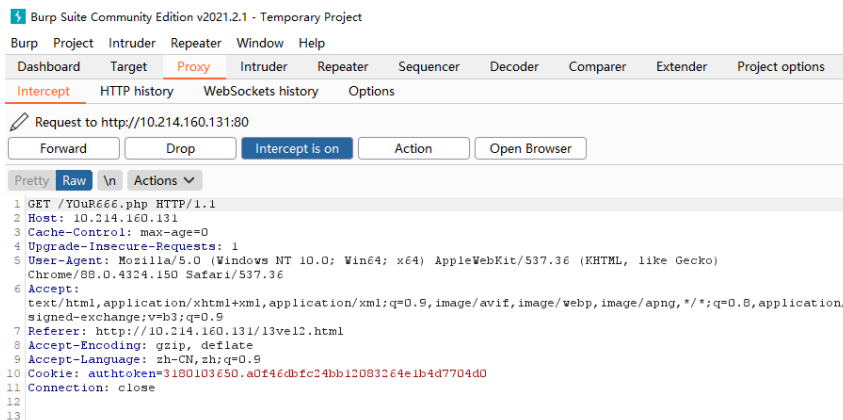 Burp Suite Community Edition v2021.2.1 - Temporary Project
Burp Project Intruder Repeater Window Help
Dashboard Target Proxy Intruder Repeater Sequencer Decoder Comparer Extender Project options
Intercept HTTP history WebSockets history Options
Request to http://10.214.160.131:80
Forward Drop Intercept is on Action Open Browser
Pretty Raw \n Actions
1 GET /YOuR666.php HTTP/1.1
2 Host: 10.214.160.131
3 Cache-Control: max-age=0
4 Upgrade-Insecure-Requests: 1
5 User-Agent: Mozilla/5.0 (Windows NT 10.0; Win64; x64) AppleWebKit/537.36 (KHTML, like Gecko)
Chrome/88.0.4324.150 Safari/537.36
6 Accept:
text/html,application/xhtml+xml,application/xml;q=0.9,image/avif,image/webp,image/apng,*/*;q=0.8,application/
signed-exchange;v=b3;q=0.9
7 Referer: http://10.214.160.131/l3vel2.html
8 Accept-Encoding: gzip, deflate
9 Accept-Language: zh-CN,zh;q=0.9
10 Cookie: authtoken=3180103650.a0f46dbfc24bb12083264e1b4d7704d0
11 Connection: close
12
13